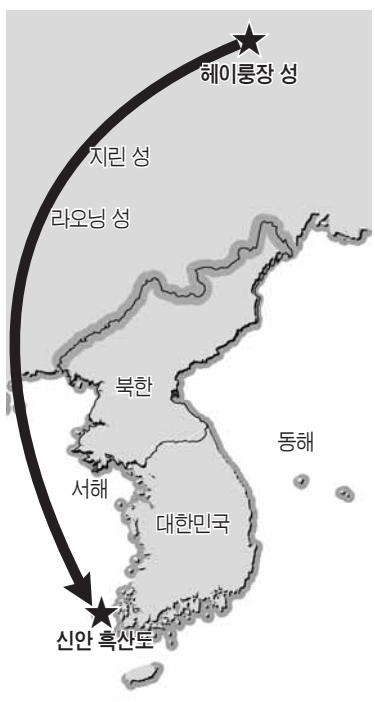 헤이룽장 성
지린 성
라오닝 성
북한
동해
서해
대한민국
신안 흑산도